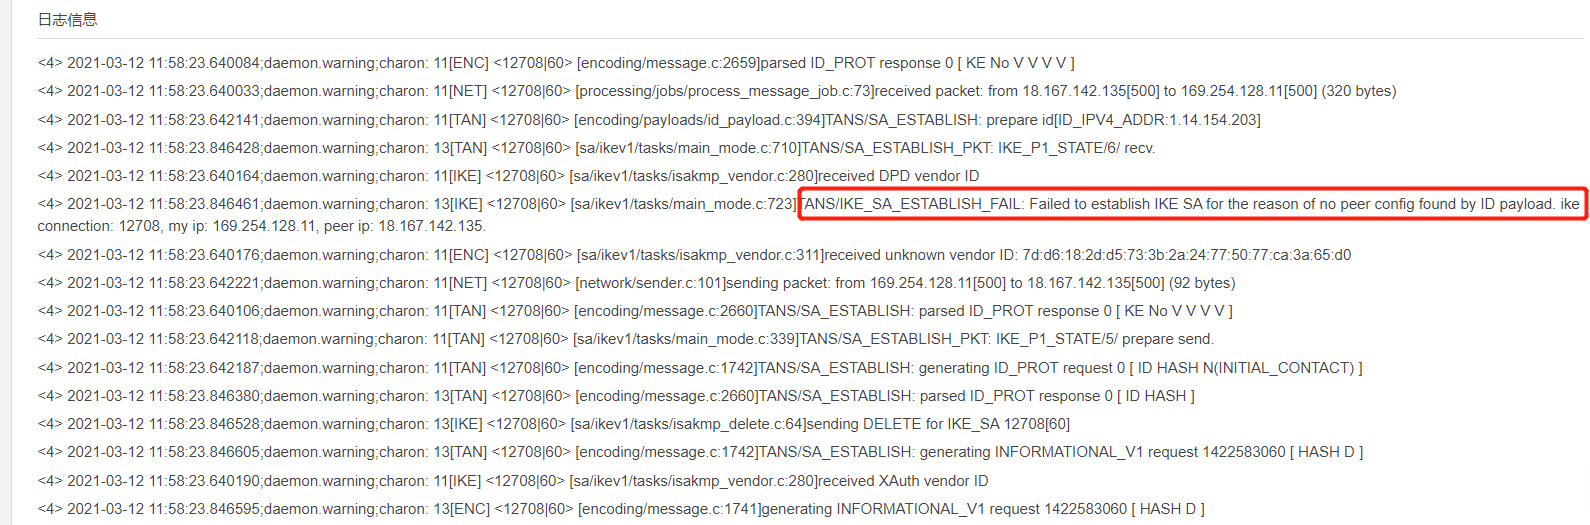 日志信息
<4> 2021-03-12 11:58:23.640084;daemon.warning;charon: 11[ENC] <12708|60> [encoding/message.c:2659]parsed ID_PROT response 0 [ KE No V V V V ]
<4> 2021-03-12 11:58:23.640033;daemon.warning;charon: 11[NET] <12708|60> [processing/jobs/process_message_job.c:73]received packet: from 18.167.142.135[500] to 169.254.128.11[500] (320 bytes)
<4> 2021-03-12 11:58:23.642141;daemon.warning;charon: 11[TAN] <12708|60> [encoding/payloads/id_payload.c:394]TANS/SA_ESTABLISH: prepare id[ID_IPV4_ADDR:1.14.154.203]
<4> 2021-03-12 11:58:23.846428;daemon.warning;charon: 13[TAN] <12708|60> [sa/ikev1/tasks/main_mode.c:710]TANS/SA_ESTABLISH_PKT: IKE_P1_STATE/6/ recv.
<4> 2021-03-12 11:58:23.640164;daemon.warning;charon: 11[IKE] <12708|60> [sa/ikev1/tasks/isakmp_vendor.c:280]received DPD vendor ID
<4> 2021-03-12 11:58:23.846461;daemon.warning;charon: 13[IKE] <12708|60> [sa/ikev1/tasks/main_mode.c:723]TANS/IKE_SA_ESTABLISH_FAIL: Failed to establish IKE SA for the reason of no peer config found by ID payload. ike
connection: 12708, my ip: 169.254.128.11, peer ip: 18.167.142.135.
<4> 2021-03-12 11:58:23.640176;daemon.warning;charon: 11[ENC] <12708|60> [sa/ikev1/tasks/isakmp_vendor.c:311]received unknown vendor ID: 7d:d6:18:2d:d5:73:3b:2a:24:77:50:77:ca:3a:65:d0
<4> 2021-03-12 11:58:23.642221;daemon.warning;charon: 11[NET] <12708|60> [network/sender.c:101]sending packet: from 169.254.128.11[500] to 18.167.142.135[500] (92 bytes)
<4> 2021-03-12 11:58:23.640106;daemon.warning;charon: 11[TAN] <12708|60> [encoding/message.c:2660]TANS/SA_ESTABLISH: parsed ID_PROT response 0 [ KE No V V V V ]
<4> 2021-03-12 11:58:23.642118;daemon.warning;charon: 11[TAN] <12708|60> [sa/ikev1/tasks/main_mode.c:339]TANS/SA_ESTABLISH_PKT: IKE_P1_STATE/5/ prepare send.
<4> 2021-03-12 11:58:23.642187;daemon.warning;charon: 11[TAN] <12708|60> [encoding/message.c:1742]TANS/SA_ESTABLISH: generating ID_PROT request 0 [ ID HASH N(INITIAL_CONTACT) ]
<4> 2021-03-12 11:58:23.846380;daemon.warning;charon: 13[TAN] <12708|60> [encoding/message.c:2660]TANS/SA_ESTABLISH: parsed ID_PROT response 0 [ ID HASH ]
<4> 2021-03-12 11:58:23.846528;daemon.warning;charon: 13[IKE] <12708|60> [sa/ikev1/tasks/isakmp_delete.c:64]sending DELETE for IKE_SA 12708[60]
<4> 2021-03-12 11:58:23.846605;daemon.warning;charon: 13[TAN] <12708|60> [encoding/message.c:1742]TANS/SA_ESTABLISH: generating INFORMATIONAL_V1 request 1422583060 [ HASH D ]
<4> 2021-03-12 11:58:23.640190;daemon.warning;charon: 11[IKE] <12708|60> [sa/ikev1/tasks/isakmp_vendor.c:280]received XAuth vendor ID
<4> 2021-03-12 11:58:23.846595;daemon.warning;charon: 13[ENC] <12708|60> [encoding/message.c:1741]generating INFORMATIONAL_V1 request 1422583060 [ HASH D ]